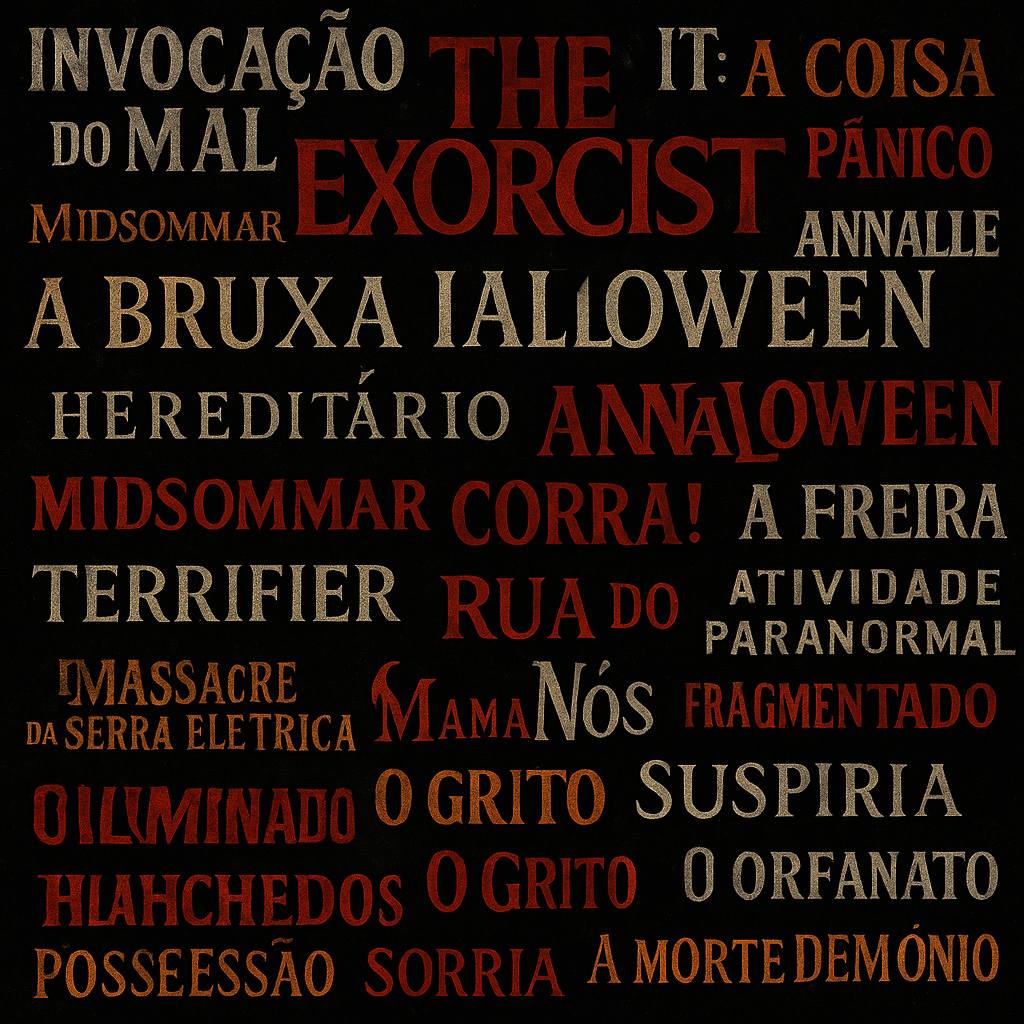 INVOCAÇÃO
DO MAL
THE
EXORCIST
IT: A COISA
PÂNICO
MIDSOMMAR
ANNALLE
A BRUXA IALLOWEEN
HEREDITÁRIO
ANNALOWEEN
MIDSOMMAR CORRA! A FREIRA
TERRIFIER
RUA DO
ATIVIDADE
PARANORMAL
MASSACRE
DA SERRA ELETRICA
MAMA NÓS
FRAGMENTADO
O ILUMINADO
O GRITO
SUSPIRIA
HLAHCHEDOS
O GRITO
O ORFANATO
POSSEESSÃO
SORRIA
A MORTE DEMÓNIO